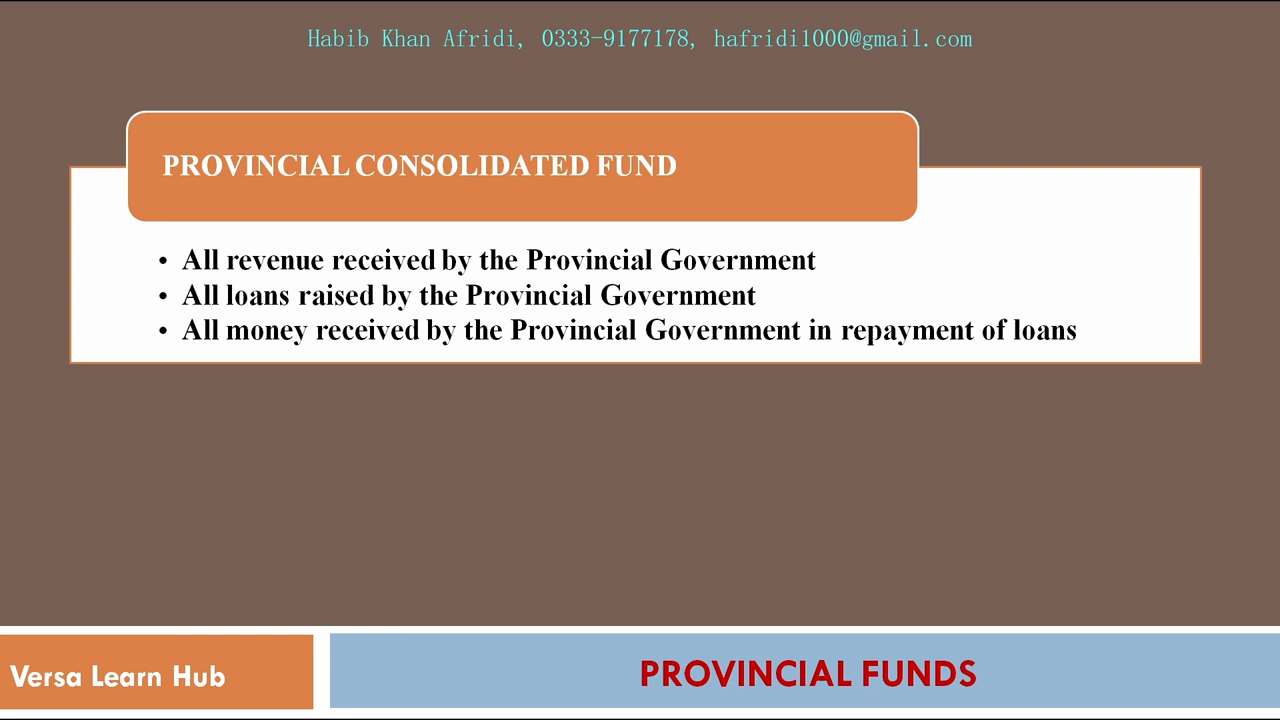 Habib Khan Afridi, 0333-9177178, hafridi1000@gmail.com
PROVINCIAL CONSOLIDATED FUND
• All revenue received by the Provincial Government
• All loans raised by the Provincial Government
• All money received by the Provincial Government in repayment of loans
Versa Learn Hub
PROVINCIAL FUNDS